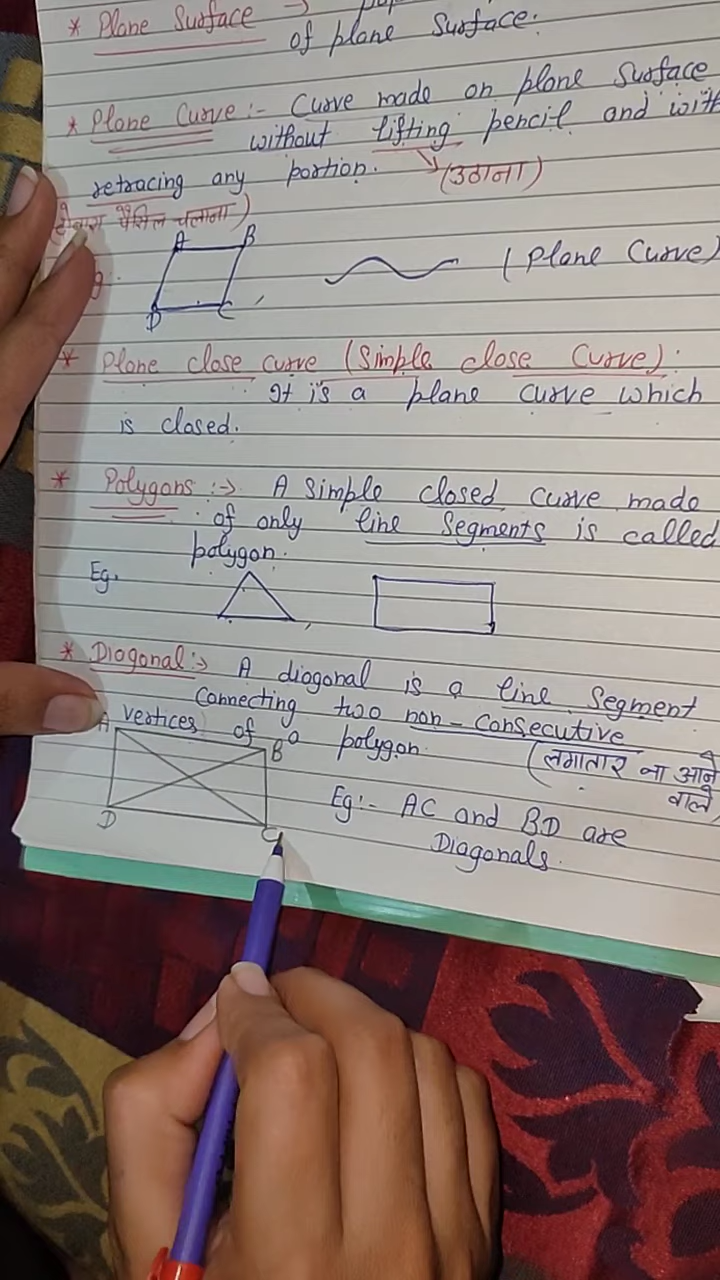 * Plane Surface →
of plane Surface.
* Plane Curve :- Curve made on plane Surface
without lifting pencil and with
retracing any portion. (उठाना)
(दोबारा पेंसिल चलाना)
A B
(Plane Curve)
D C
* Plane close curve (Simple close Curve) :
It is a plane curve which
is closed.
* Polygons :→ A Simple closed curve made
of only line Segments is called
polygon.
Eg.
* Diagonal :→ A diagonal is a line Segment
Connecting two non-consecutive
vertices of a polygon. (लगातार ना आने
वाले
A B
Eg:- AC and BD are
Diagonals.
D C